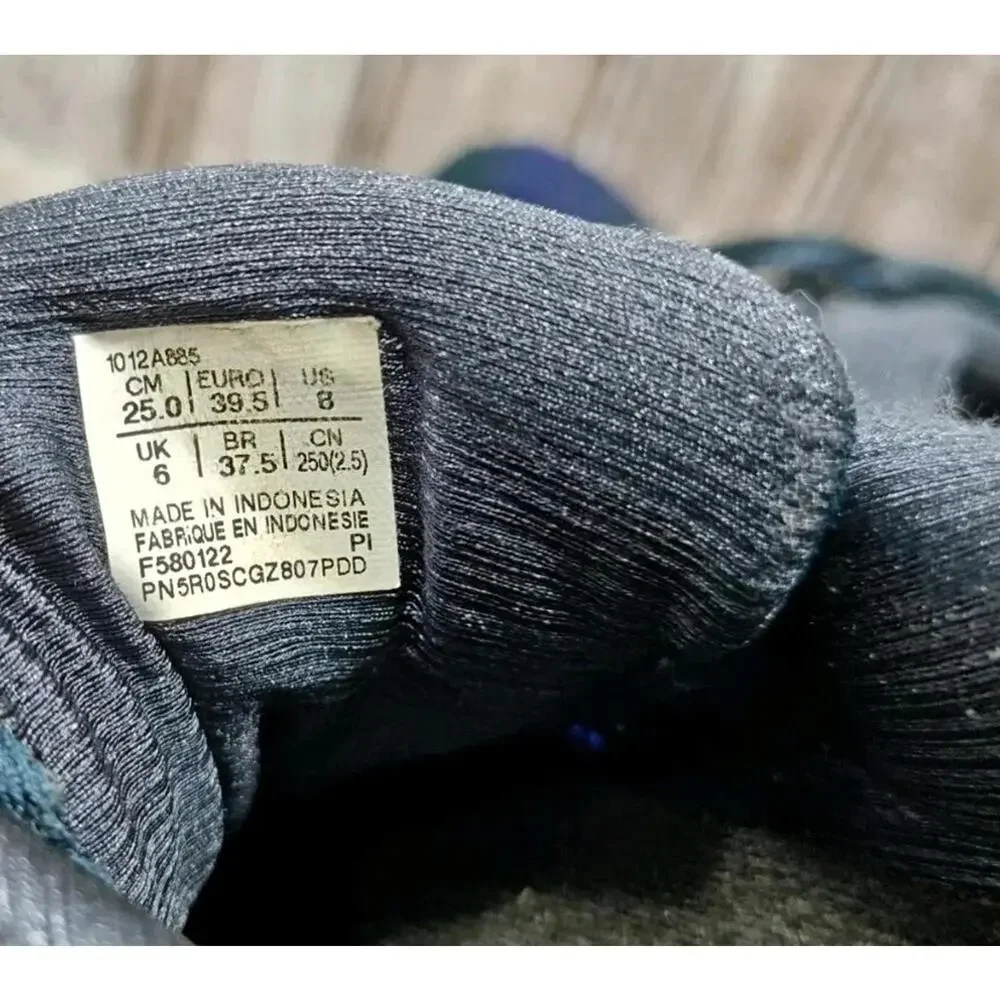 1012A885
CM | EURO | US
25.0 | 39.5 | 8
UK | BR | CN
6 | 37.5 | 250(2.5)
MADE IN INDONESIA
FABRIQUE EN INDONESIE
F580122 PI
PN5R0SCGZ807PDD